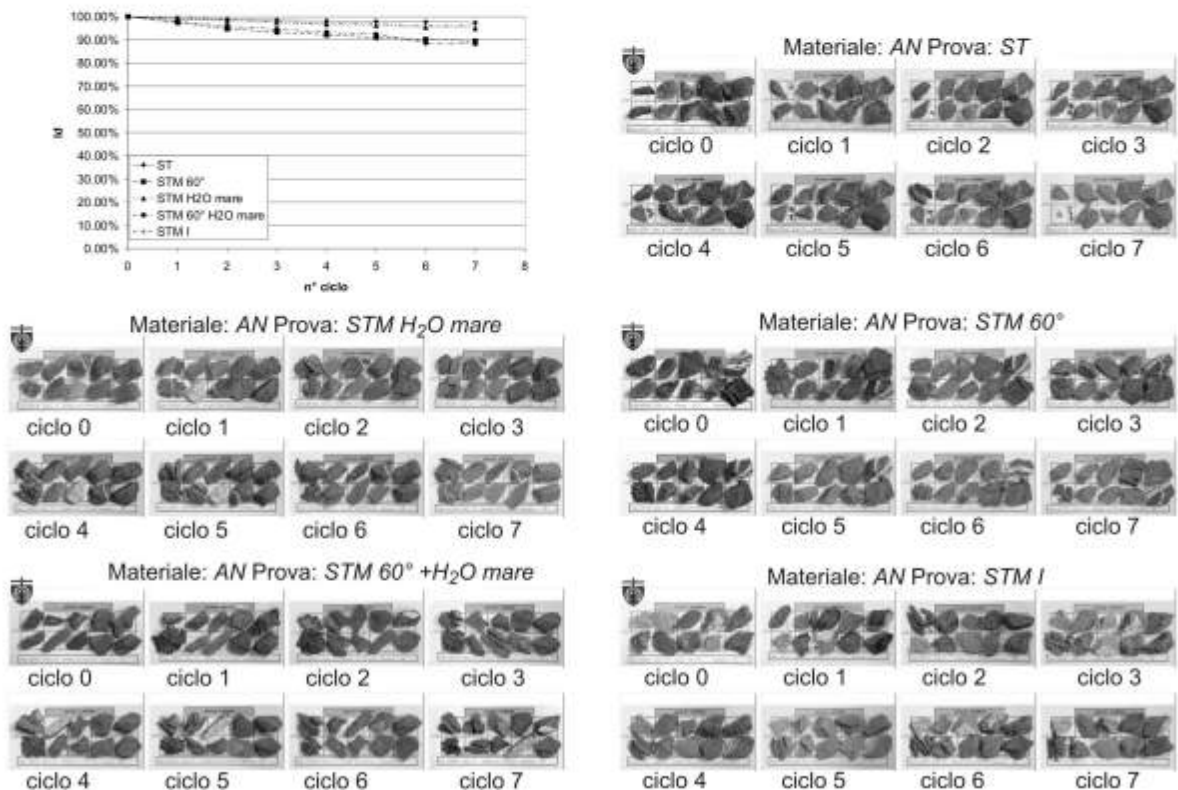 100.00%
90.00%
80.00%
70.00%
60.00%
50.00%
40.00%
30.00%
20.00%
10.00%
0.00%
Id
ST
STM 60°
STM H2O mare
STM 60° H2O mare
STM I
0 1 2 3 4 5 6 7 8
n° ciclo
Materiale: AN Prova: ST
ciclo 0 ciclo 1 ciclo 2 ciclo 3
ciclo 4 ciclo 5 ciclo 6 ciclo 7
Materiale: AN Prova: STM H₂O mare
ciclo 0 ciclo 1 ciclo 2 ciclo 3
ciclo 4 ciclo 5 ciclo 6 ciclo 7
Materiale: AN Prova: STM 60°
ciclo 0 ciclo 1 ciclo 2 ciclo 3
ciclo 4 ciclo 5 ciclo 6 ciclo 7
Materiale: AN Prova: STM 60° +H₂O mare
ciclo 0 ciclo 1 ciclo 2 ciclo 3
ciclo 4 ciclo 5 ciclo 6 ciclo 7
Materiale: AN Prova: STM I
ciclo 0 ciclo 1 ciclo 2 ciclo 3
ciclo 4 ciclo 5 ciclo 6 ciclo 7